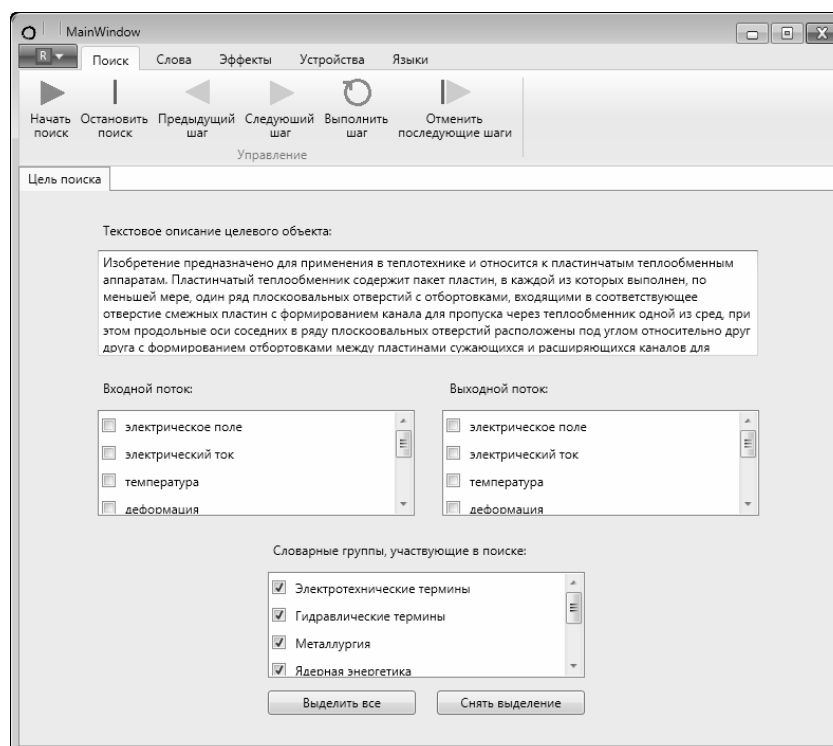 MainWindow
R
Поиск Слова Эффекты Устройства Языки
Начать поиск
Остановить поиск
Предыдущий шаг
Следуюший шаг
Выполнить шаг
Отменить последующие шаги
Управление
Цель поиска
Текстовое описание целевого объекта:
Изобретение предназначено для применения в теплотехнике и относится к пластинчатым теплообменным
аппаратам. Пластинчатый теплообменник содержит пакет пластин, в каждой из которых выполнен, по
меньшей мере, один ряд плоскоовальных отверстий с отбортовками, входящими в соответствующее
отверстие смежных пластин с формированием канала для пропуска через теплообменник одной из сред, при
этом продольные оси соседних в ряду плоскоовальных отверстий расположены под углом относительно друг
друга с формированием отбортовками между пластинами сужающихся и расширяющихся каналов для
Входной поток:
электрическое поле
электрический ток
температура
деформация
Выходной поток:
электрическое поле
электрический ток
температура
деформация
Словарные группы, участвующие в поиске:
Электротехнические термины
Гидравлические термины
Металлургия
Ядерная энергетика
Выделить все
Снять выделение